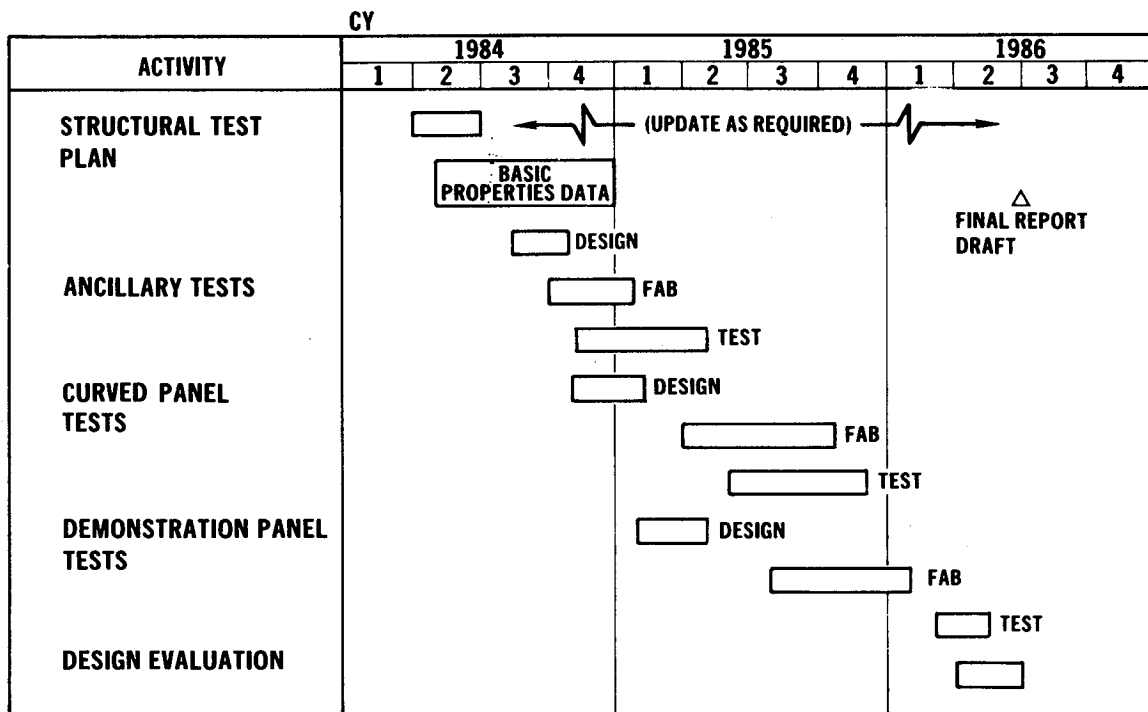 CY
1984 1985 1986
ACTIVITY
1 2 3 4 1 2 3 4 1 2 3 4
STRUCTURAL TEST
PLAN
(UPDATE AS REQUIRED)
BASIC
PROPERTIES DATA
FINAL REPORT
DRAFT
DESIGN
ANCILLARY TESTS
FAB
TEST
CURVED PANEL
TESTS
DESIGN
FAB
TEST
DEMONSTRATION PANEL
TESTS
DESIGN
FAB
TEST
DESIGN EVALUATION